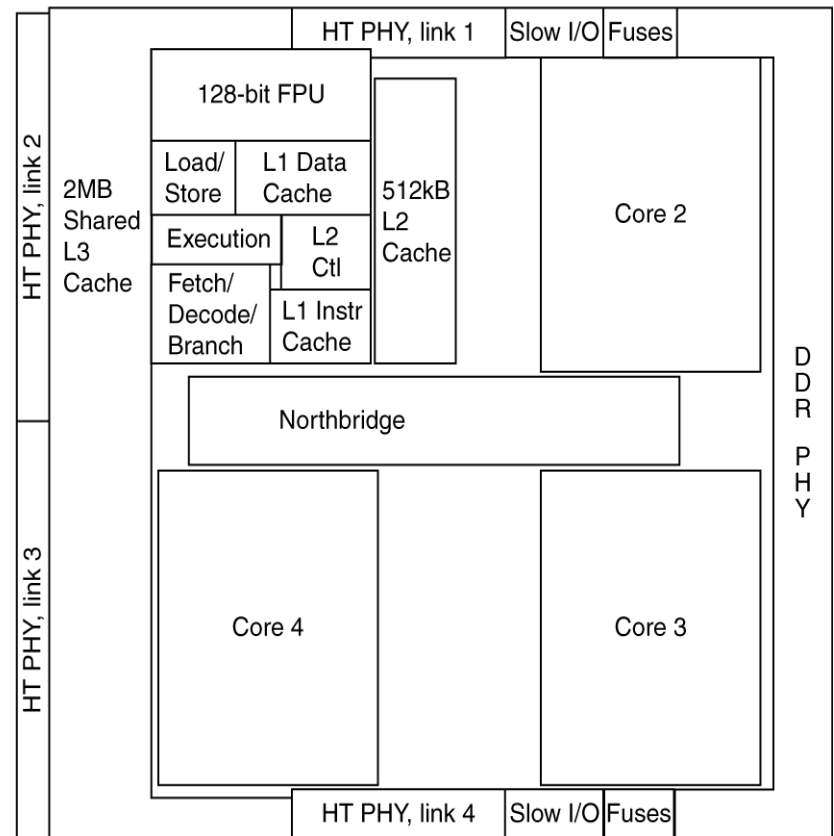 HT PHY, link 1
Slow I/O
Fuses
HT PHY, link 2
2MB
Shared
L3
Cache
128-bit FPU
Load/
Store
L1 Data
Cache
Execution
L2
Ctl
Fetch/
Decode/
Branch
L1 Instr
Cache
512kB
L2
Cache
Core 2
Northbridge
D
D
R
P
H
Y
HT PHY, link 3
Core 4
Core 3
HT PHY, link 4
Slow I/O
Fuses